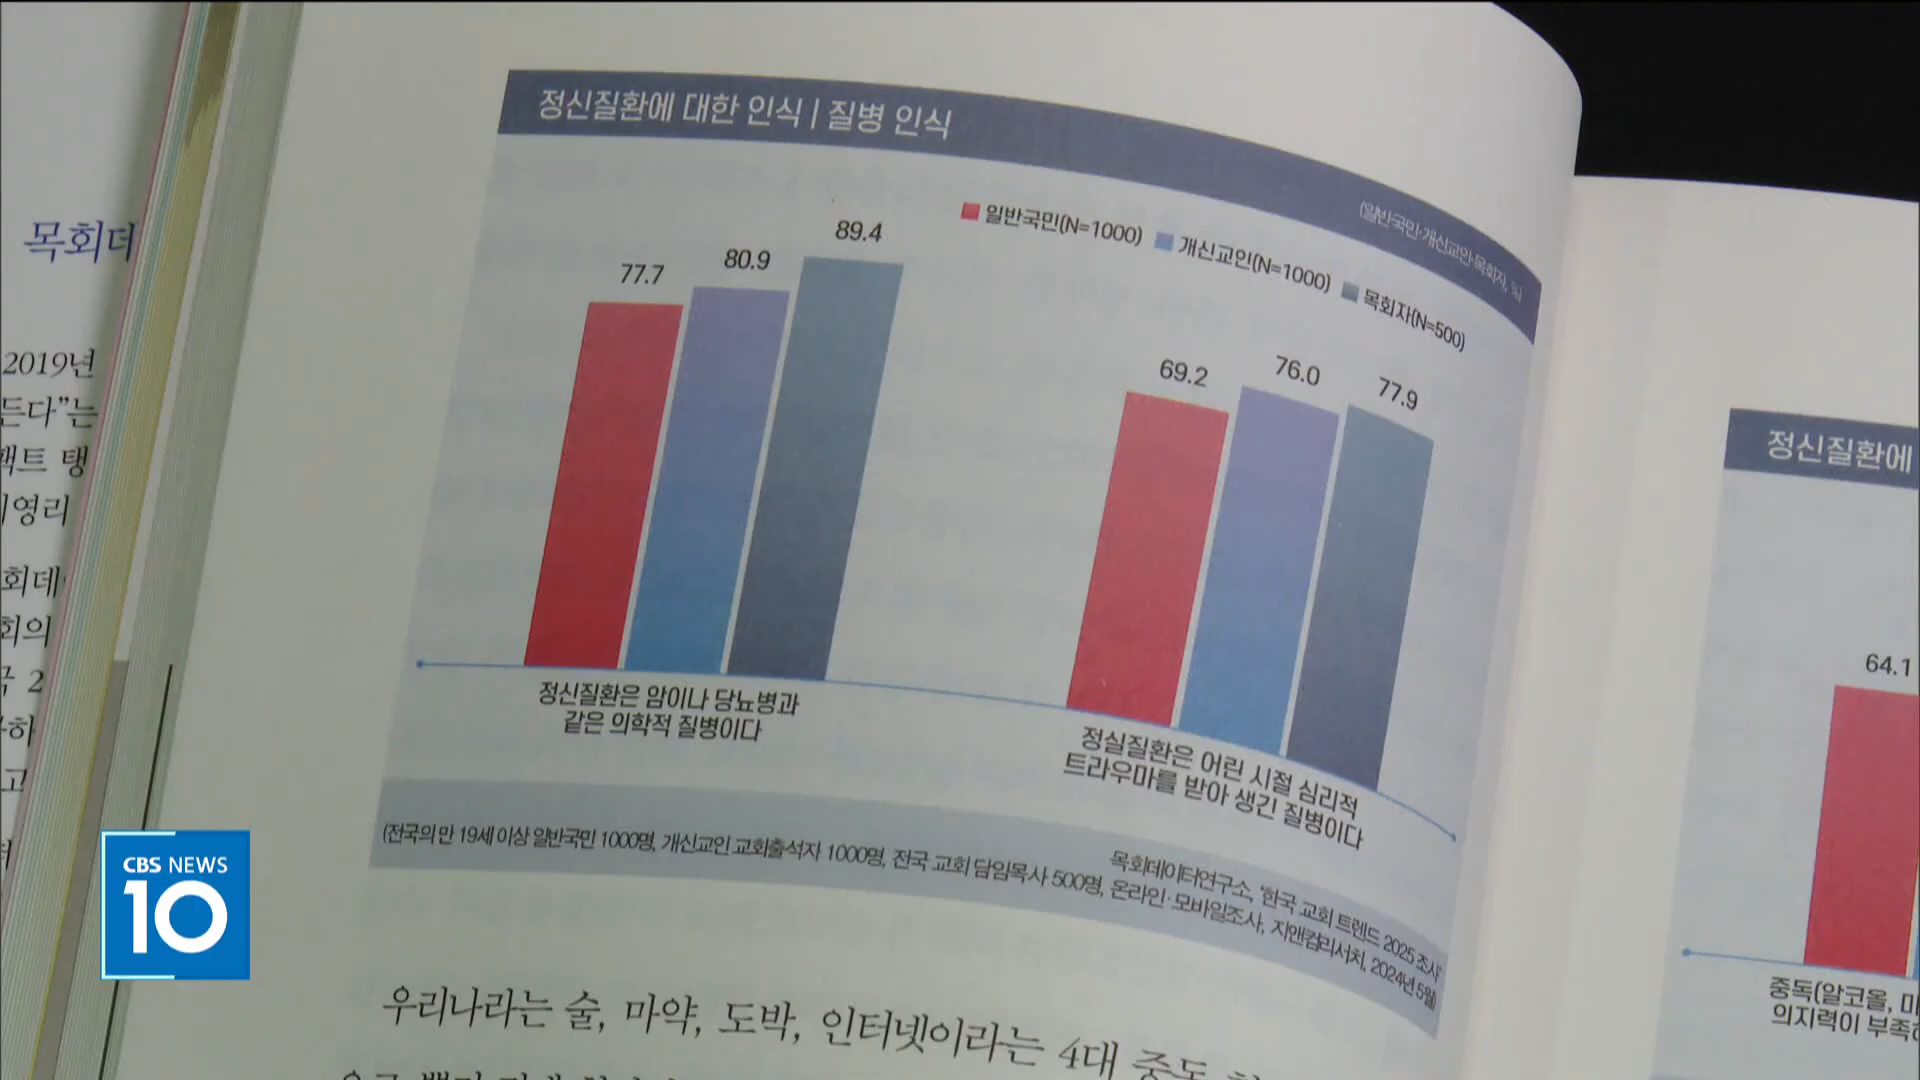 목회데
2019년
든다”는
팩트 탱
회데
회의
국 2
고
정신질환에 대한 인식 | 질병 인식
(일반국민·개신교인·목회자, %)
일반국민(N=1000) 개신교인(N=1000) 목회자(N=500)
77.7 80.9 89.4
69.2 76.0 77.9
정신질환은 암이나 당뇨병과
같은 의학적 질병이다
정실질환은 어린 시절 심리적
트라우마를 받아 생긴 질병이다
목회데이터연구소, ‘한국 교회 트렌드 2025 조사’
(전국의 만 19세 이상 일반국민 1000명, 개신교인 교회출석자 1000명, 전국 교회 담임목사 500명, 온라인·모바일조사, 지앤컴리서치, 2024년 5월)
우리나라는 술, 마약, 도박, 인터넷이라는 4대 중독
정신질환에
64.1
중독(알코올, 마
의지력이 부족하
CBS NEWS
10